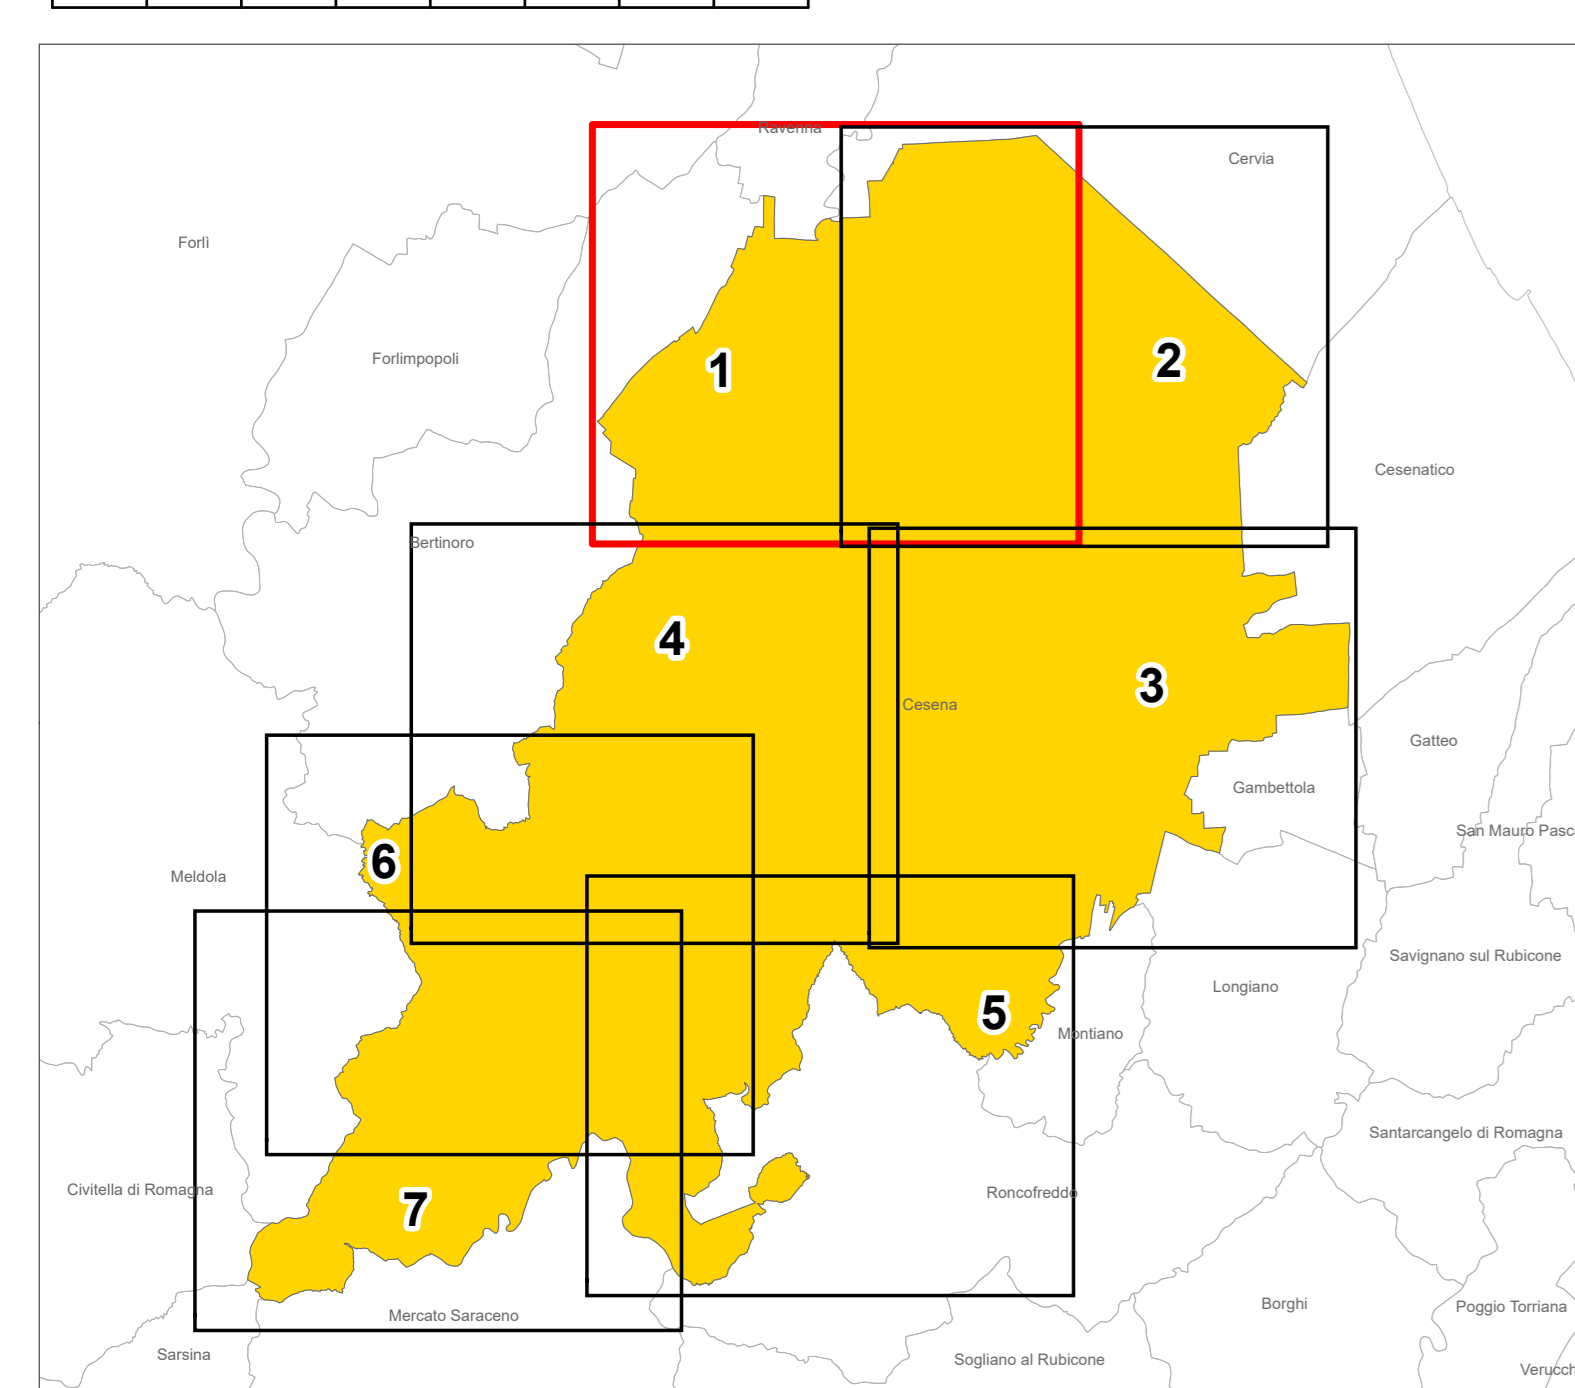 Ravenna
Cervia
Forlì
Forlimpopoli
1
2
Cesenatico
Bertinoro
4
3
Cesena
Gatteo
Gambettola
San Mauro Pasc
6
Meldola
Savignano sul Rubicone
Longiano
5
Montiano
Santarcangelo di Romagna
Civitella di Romagna
Roncofreddo
7
Borghi
Poggio Torriana
Mercato Saraceno
Sarsina
Sogliano al Rubicone
Verucch